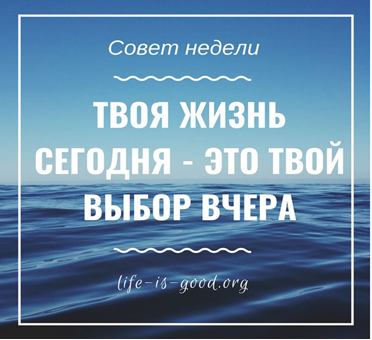 Совет недели
ТВОЯ ЖИЗНЬ
СЕГОДНЯ - ЭТО ТВОЙ
ВЫБОР ВЧЕРА
life-is-good.org